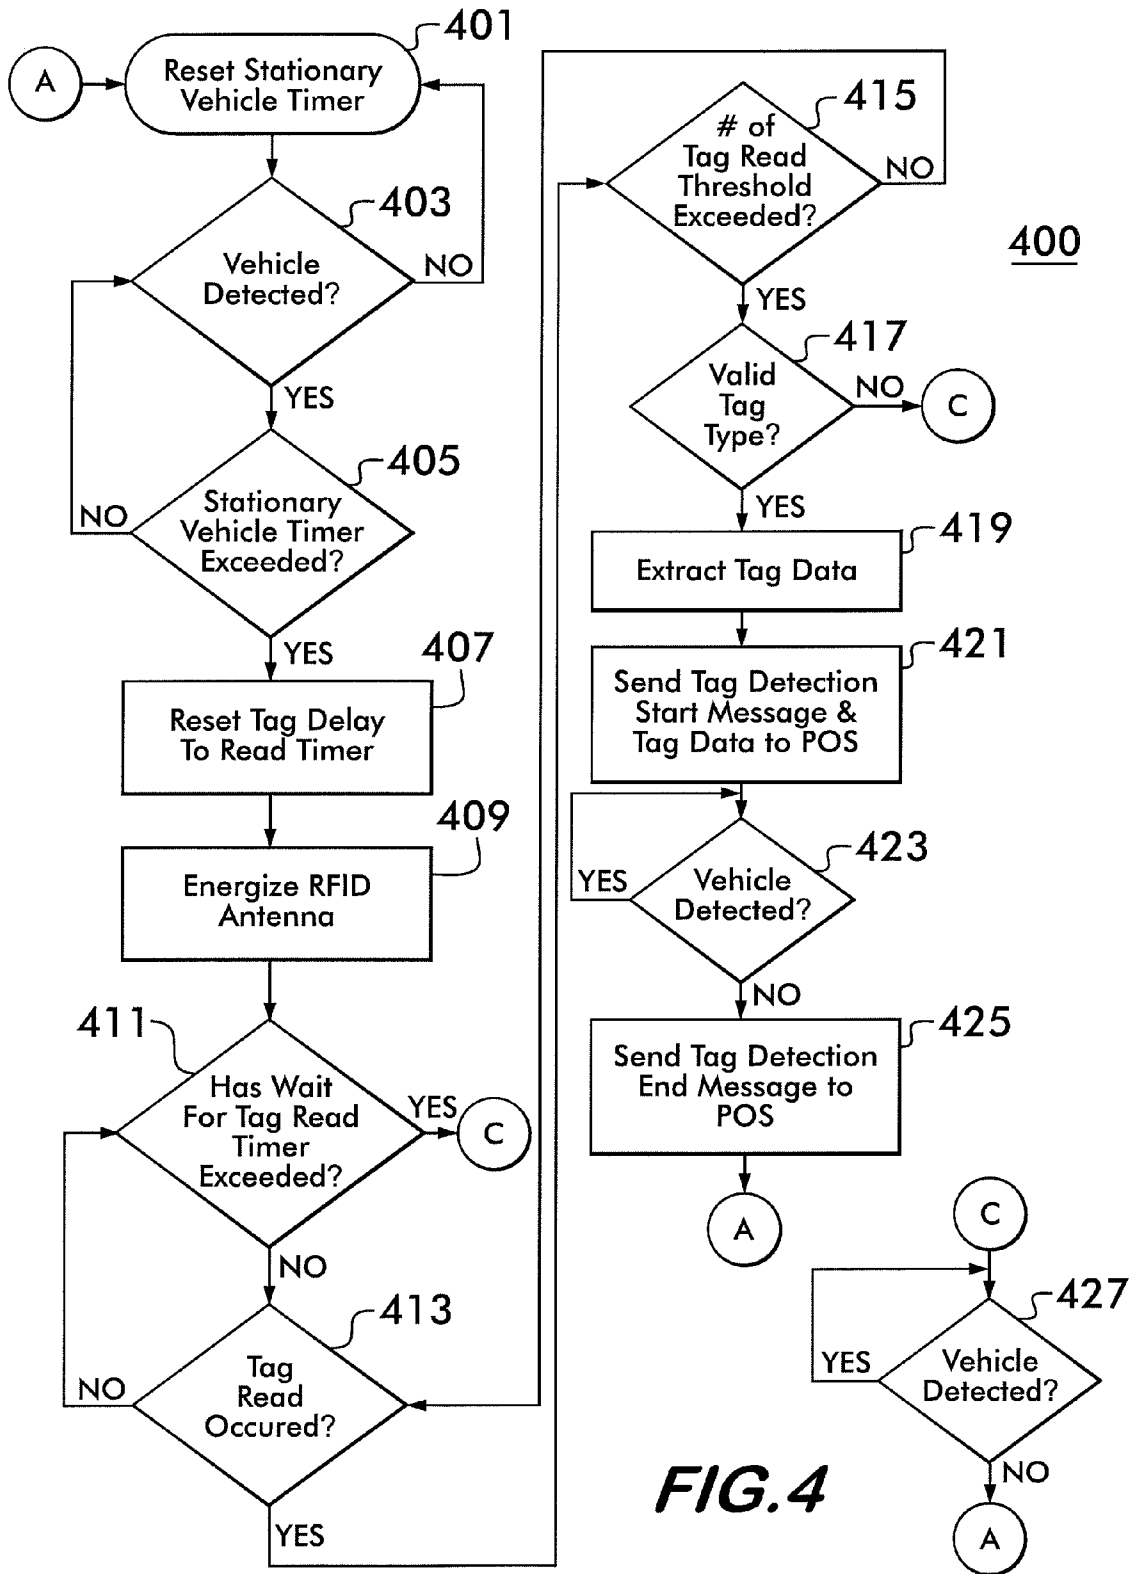 401
A
Reset Stationary
Vehicle Timer
403
Vehicle
Detected?
NO
YES
405
Stationary
Vehicle Timer
Exceeded?
NO
YES
407
Reset Tag Delay
To Read Timer
409
Energize RFID
Antenna
411
Has Wait
For Tag Read
Timer
Exceeded?
YES
C
NO
413
Tag
Read
Occured?
NO
YES
415
# of
Tag Read
Threshold
Exceeded?
NO
400
YES
417
Valid
Tag
Type?
NO
C
YES
419
Extract Tag Data
421
Send Tag Detection
Start Message &
Tag Data to POS
423
Vehicle
Detected?
YES
NO
425
Send Tag Detection
End Message to
POS
A
C
427
Vehicle
Detected?
YES
NO
A
FIG.4